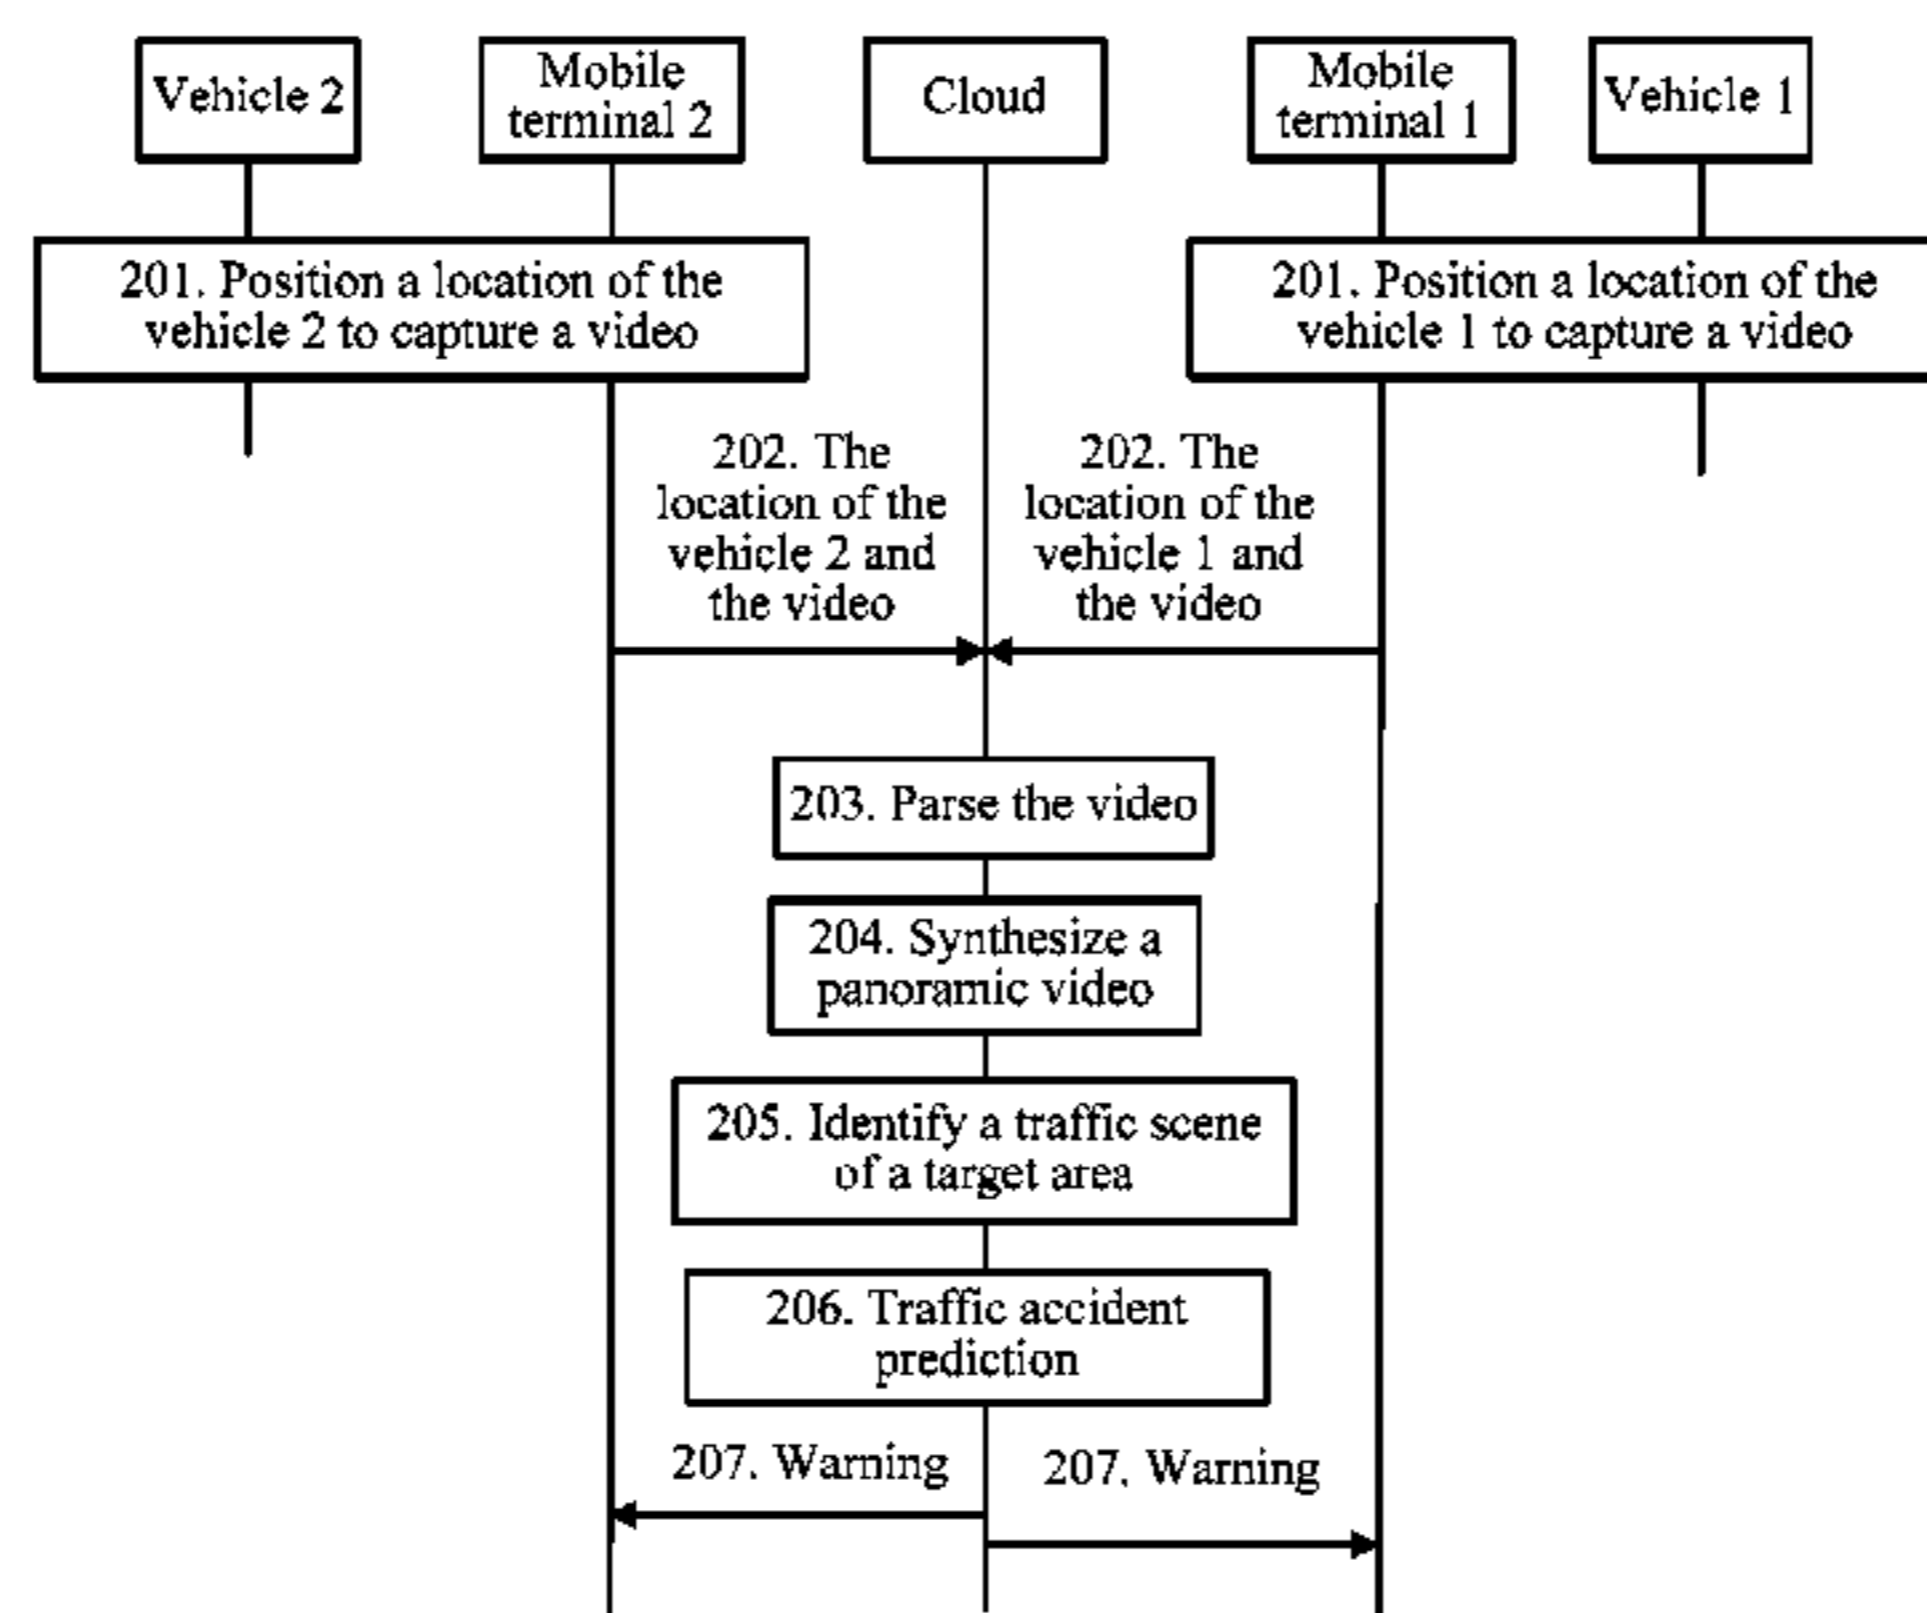 Vehicle 2
Mobile
terminal 2
Cloud
Mobile
terminal 1
Vehicle 1
201. Position a location of the
vehicle 2 to capture a video
201. Position a location of the
vehicle 1 to capture a video
202. The
location of the
vehicle 2 and
the video
202. The
location of the
vehicle 1 and
the video
203. Parse the video
204. Synthesize a
panoramic video
205. Identify a traffic scene
of a target area
206. Traffic accident
prediction
207. Warning
207. Warning